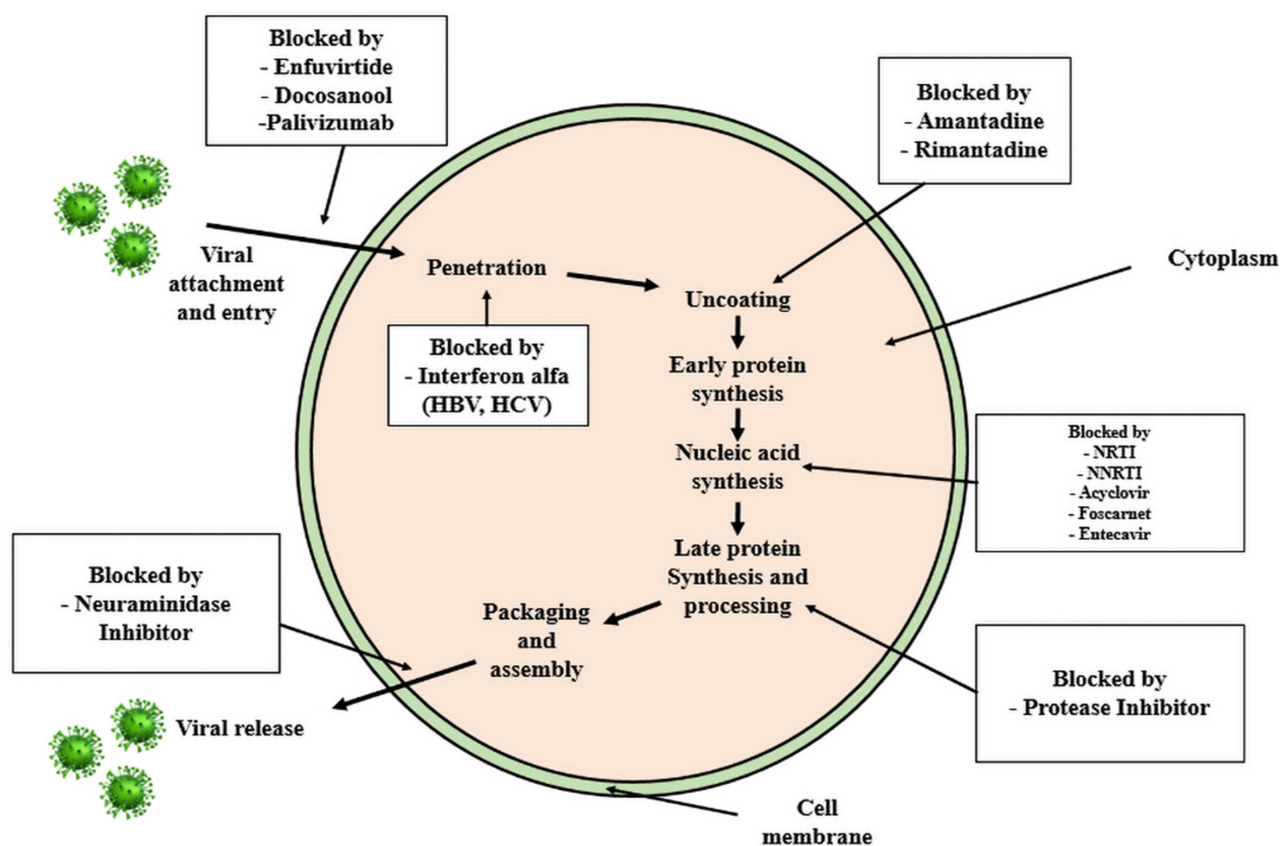 Blocked by
- Enfuvirtide
- Docosanool
-Palivizumab
Blocked by
- Amantadine
- Rimantadine
Viral
attachment
and entry
Penetration
Uncoating
Cytoplasm
Blocked by
- Interferon alfa
(HBV, HCV)
Early protein
synthesis
Nucleic acid
synthesis
Blocked by
- NRTI
- NNRTI
- Acyclovir
- Foscarnet
- Entecavir
Late protein
Synthesis and
processing
Blocked by
- Neuraminidase
Inhibitor
Packaging
and
assembly
Blocked by
- Protease Inhibitor
Viral release
Cell
membrane